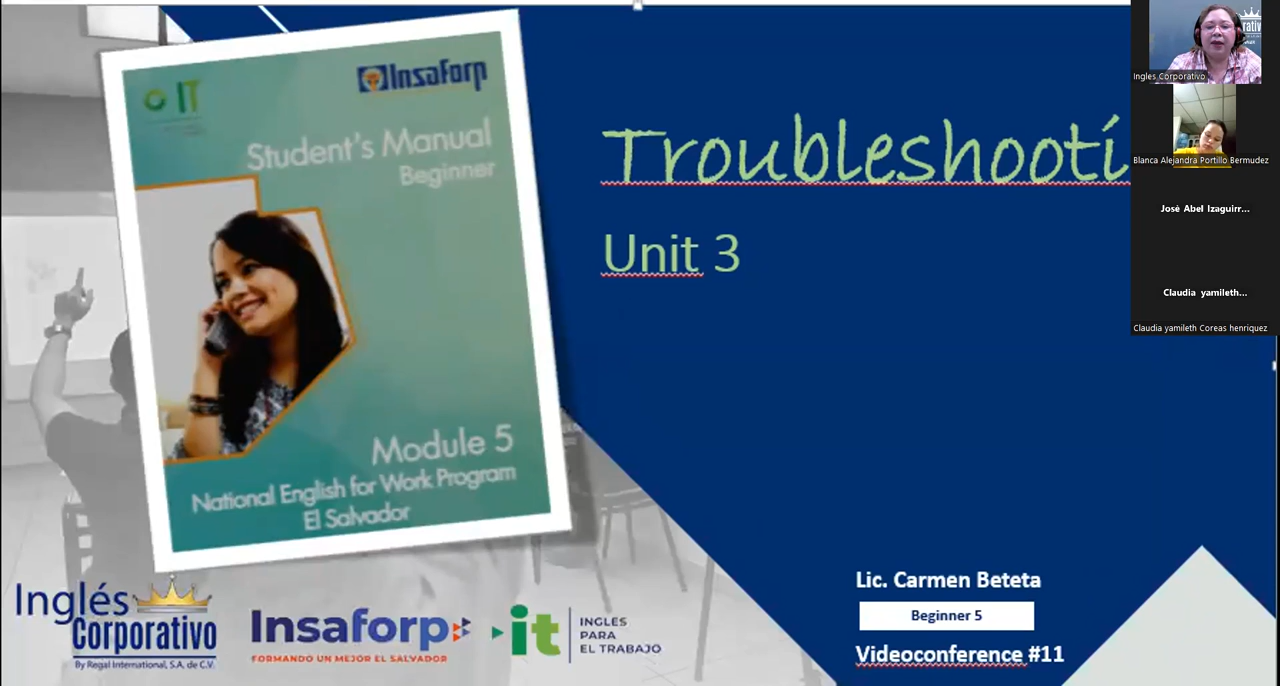 IT
Insaforp
Student's Manual
Beginner
Module 5
National English for Work Program
El Salvador
Troubleshooti
Unit 3
Lic. Carmen Beteta
Beginner 5
Videoconference #11
Inglés
Corporativo
By Regal International, S.A. de C.V.
Insaforp
FORMANDO UN MEJOR EL SALVADOR
it
INGLES
PARA
EL TRABAJO
Ingles Corporativo
Blanca Alejandra Portillo Bermudez
Josè Abel Izaguirr...
Claudia yamileth...
Claudia yamileth Coreas henriquez